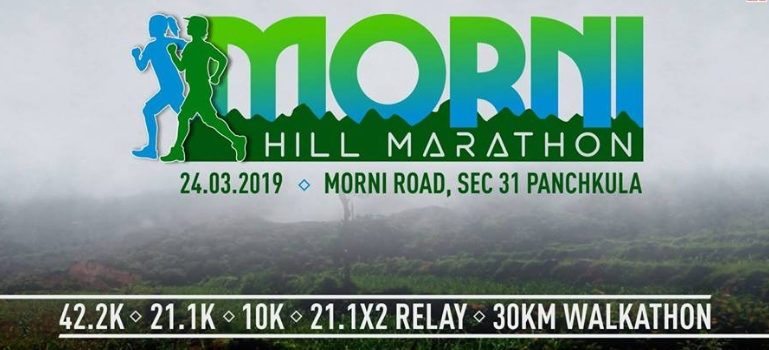 MORNI
HILL MARATHON
24.03.2019 ◇ MORNI ROAD, SEC 31 PANCHKULA
42.2K ◇ 21.1K ◇ 10K ◇ 21.1X2 RELAY ◇ 30KM WALKATHON